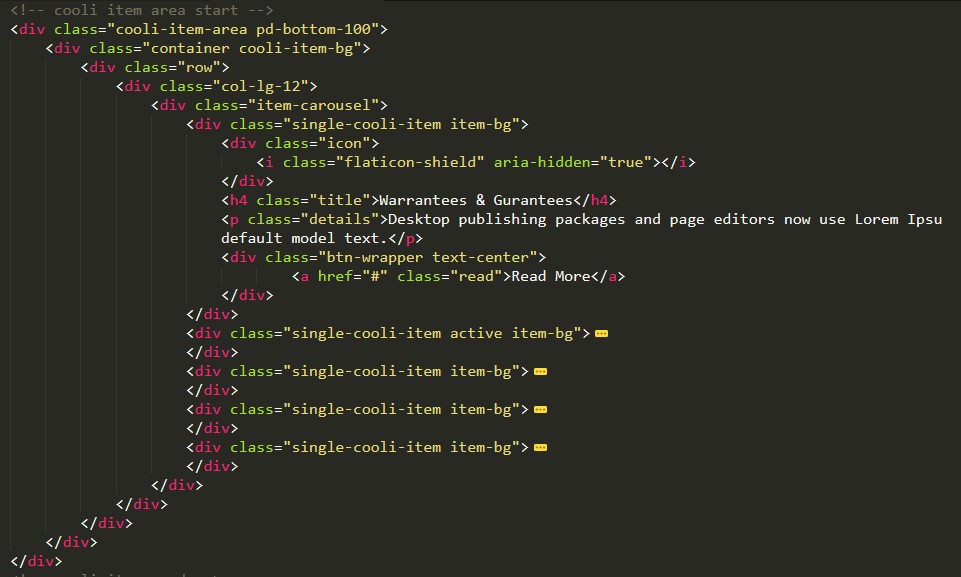 <!-- cooli item area start -->
<div class="cooli-item-area pd-bottom-100">
<div class="container cooli-item-bg">
<div class="row">
<div class="col-lg-12">
<div class="item-carousel">
<div class="single-cooli-item item-bg">
<div class="icon">
<i class="flaticon-shield" aria-hidden="true"></i>
</div>
<h4 class="title">Warrantees & Gurantees</h4>
<p class="details">Desktop publishing packages and page editors now use Lorem Ipsu
default model text.</p>
<div class="btn-wrapper text-center">
<a href="#" class="read">Read More</a>
</div>
</div>
<div class="single-cooli-item active item-bg">
</div>
<div class="single-cooli-item item-bg">
</div>
<div class="single-cooli-item item-bg">
</div>
<div class="single-cooli-item item-bg">
</div>
</div>
</div>
</div>
</div>
</div>